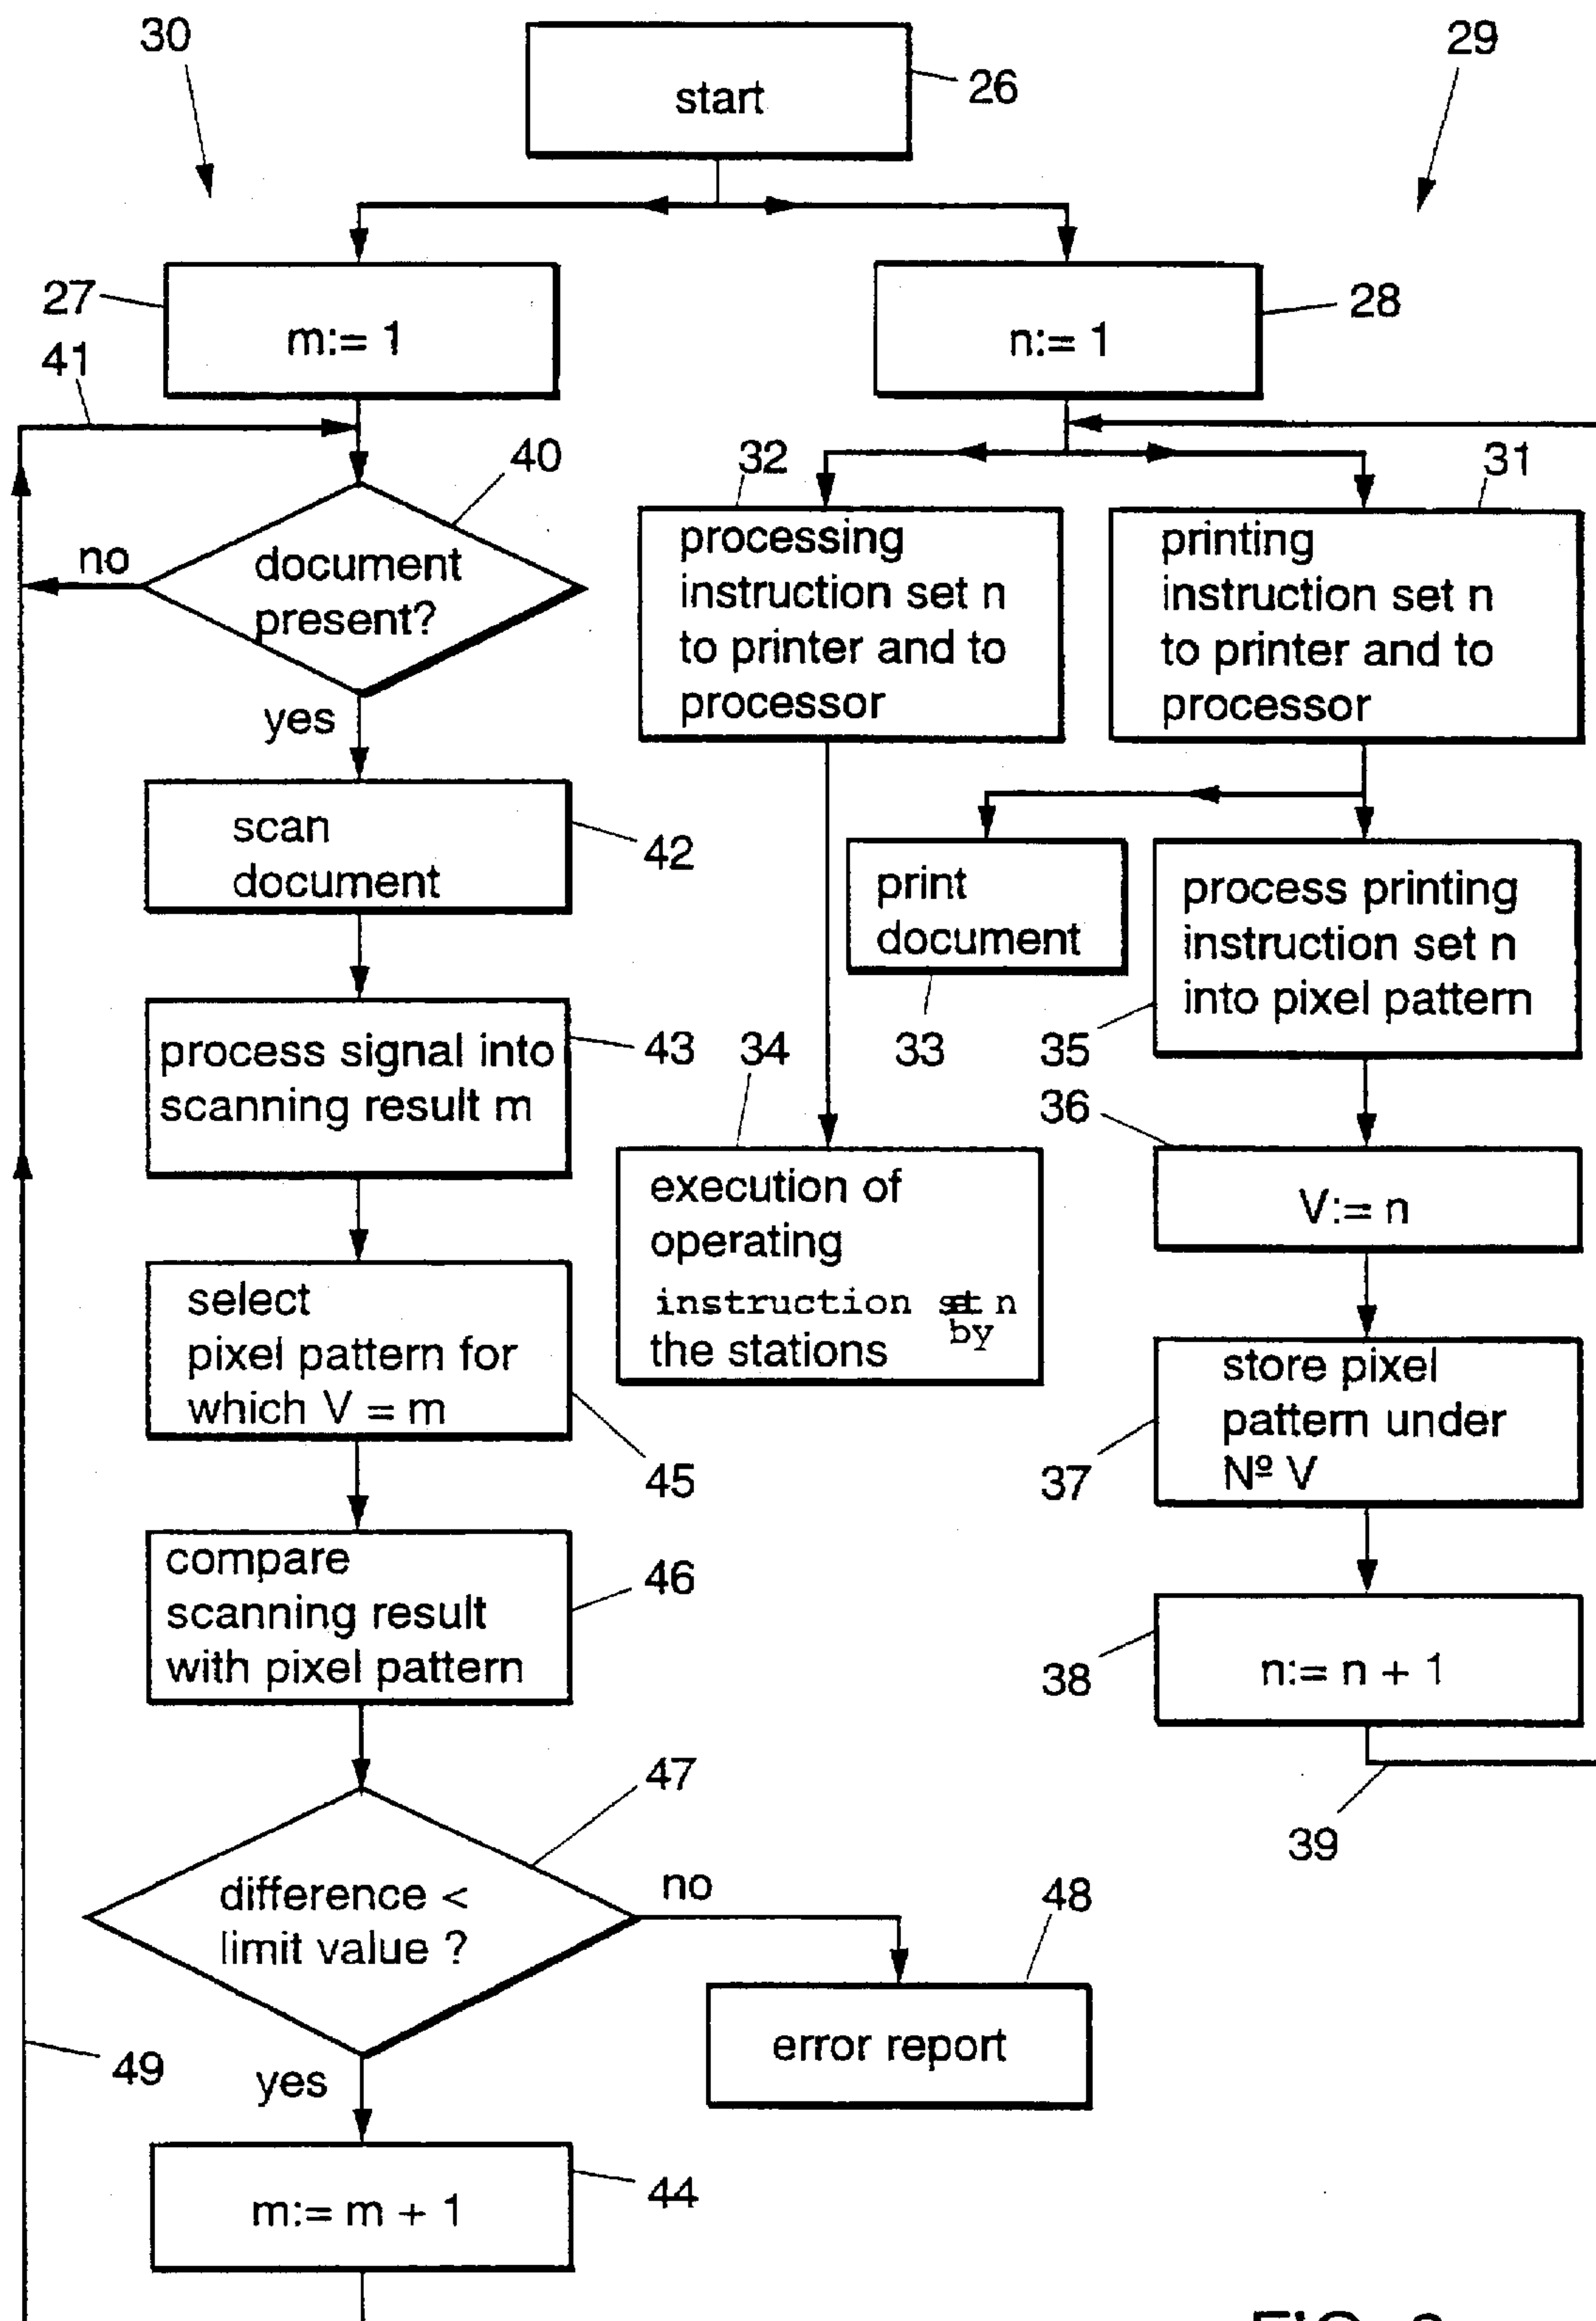 30
29
start
26
27
m:= 1
n:= 1
28
41
40
32
31
no
document
present?
yes
processing
instruction set n
to printer and to
processor
printing
instruction set n
to printer and to
processor
scan
document
42
print
document
33
process printing
instruction set n
into pixel pattern
35
process signal into
scanning result m
43
34
36
execution of
operating
instruction set n
by
the stations
V:= n
select
pixel pattern for
which V = m
45
store pixel
pattern under
Nº V
37
compare
scanning result
with pixel pattern
46
n:= n + 1
38
39
47
difference <
limit value ?
no
48
error report
yes
49
m:= m + 1
44